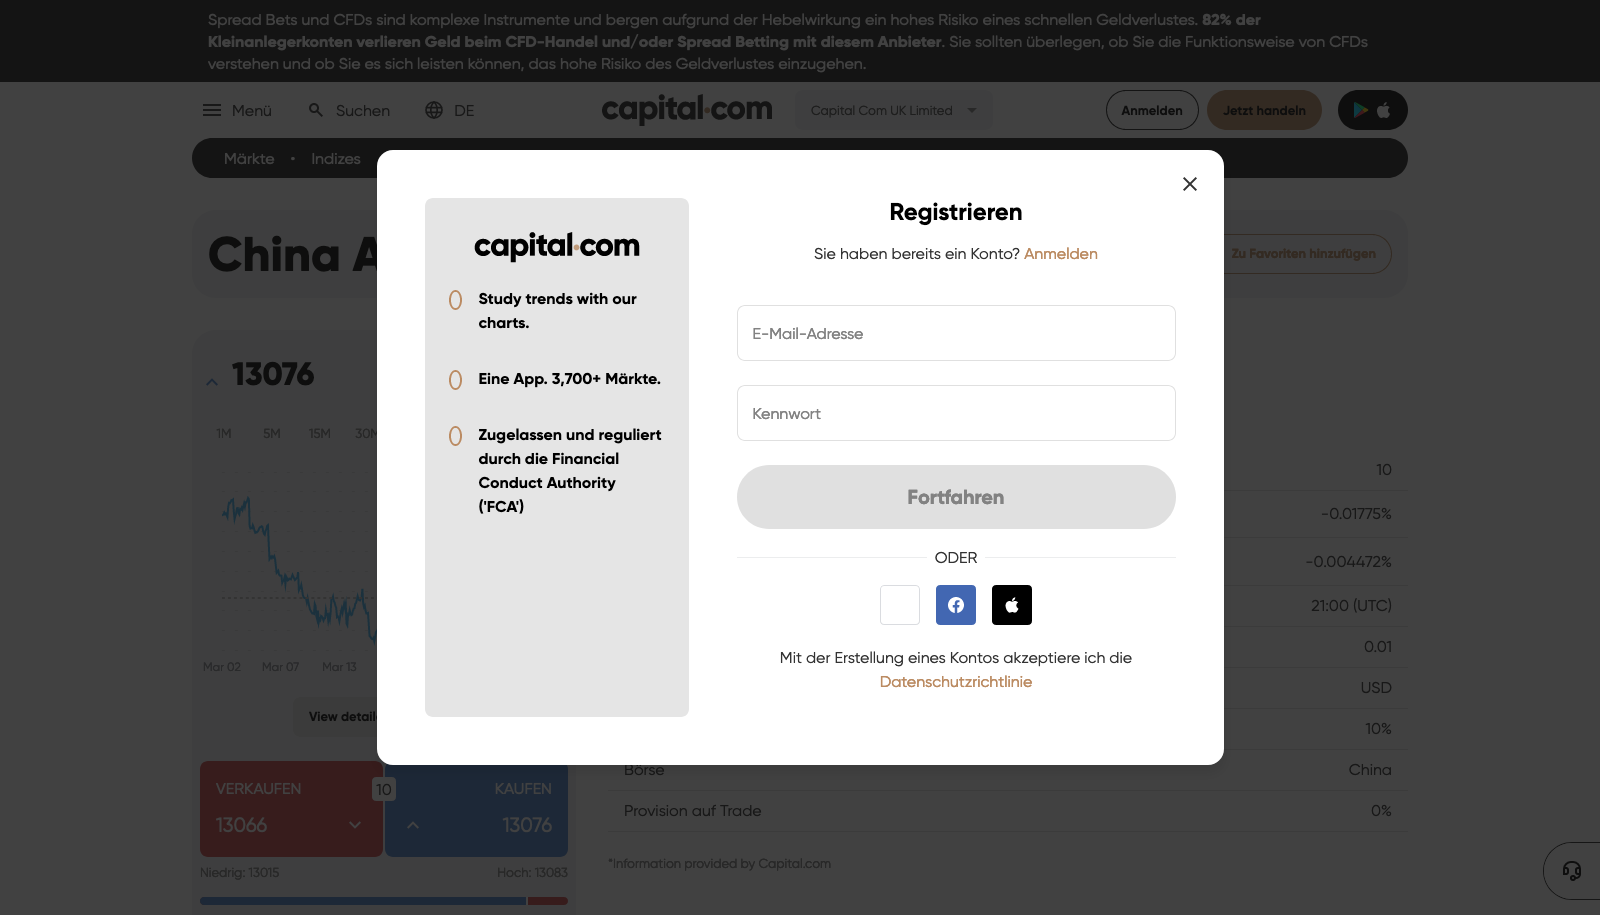 Spread Bets und CFDs sind komplexe Instrumente und bergen aufgrund der Hebelwirkung ein hohes Risiko eines schnellen Geldverlustes. 82% der
Kleinanlegerkonten verlieren Geld beim CFD-Handel und/oder Spread Betting mit diesem Anbieter. Sie sollten überlegen, ob Sie die Funktionsweise von CFDs
verstehen und ob Sie es sich leisten können, das hohe Risiko des Geldverlustes einzugehen.
Menü Suchen DE capital.com Capital Com UK Limited Anmelden Jetzt handeln
Märkte • Indizes
China A
Zu Favoriten hinzufügen
13076
1M 5M 15M 30M
Mar 02 Mar 07 Mar 13
View detaile
VERKAUFEN 10 KAUFEN
13066 13076
Niedrig: 13015 Hoch: 13083
capital.com
Study trends with our
charts.
Eine App. 3,700+ Märkte.
Zugelassen und reguliert
durch die Financial
Conduct Authority
('FCA')
Registrieren
Sie haben bereits ein Konto? Anmelden
E-Mail-Adresse
Kennwort
Fortfahren
ODER
Mit der Erstellung eines Kontos akzeptiere ich die
Datenschutzrichtlinie
10
-0.01775%
-0.004472%
21:00 (UTC)
0.01
USD
10%
Börse China
Provision auf Trade 0%
*Information provided by Capital.com